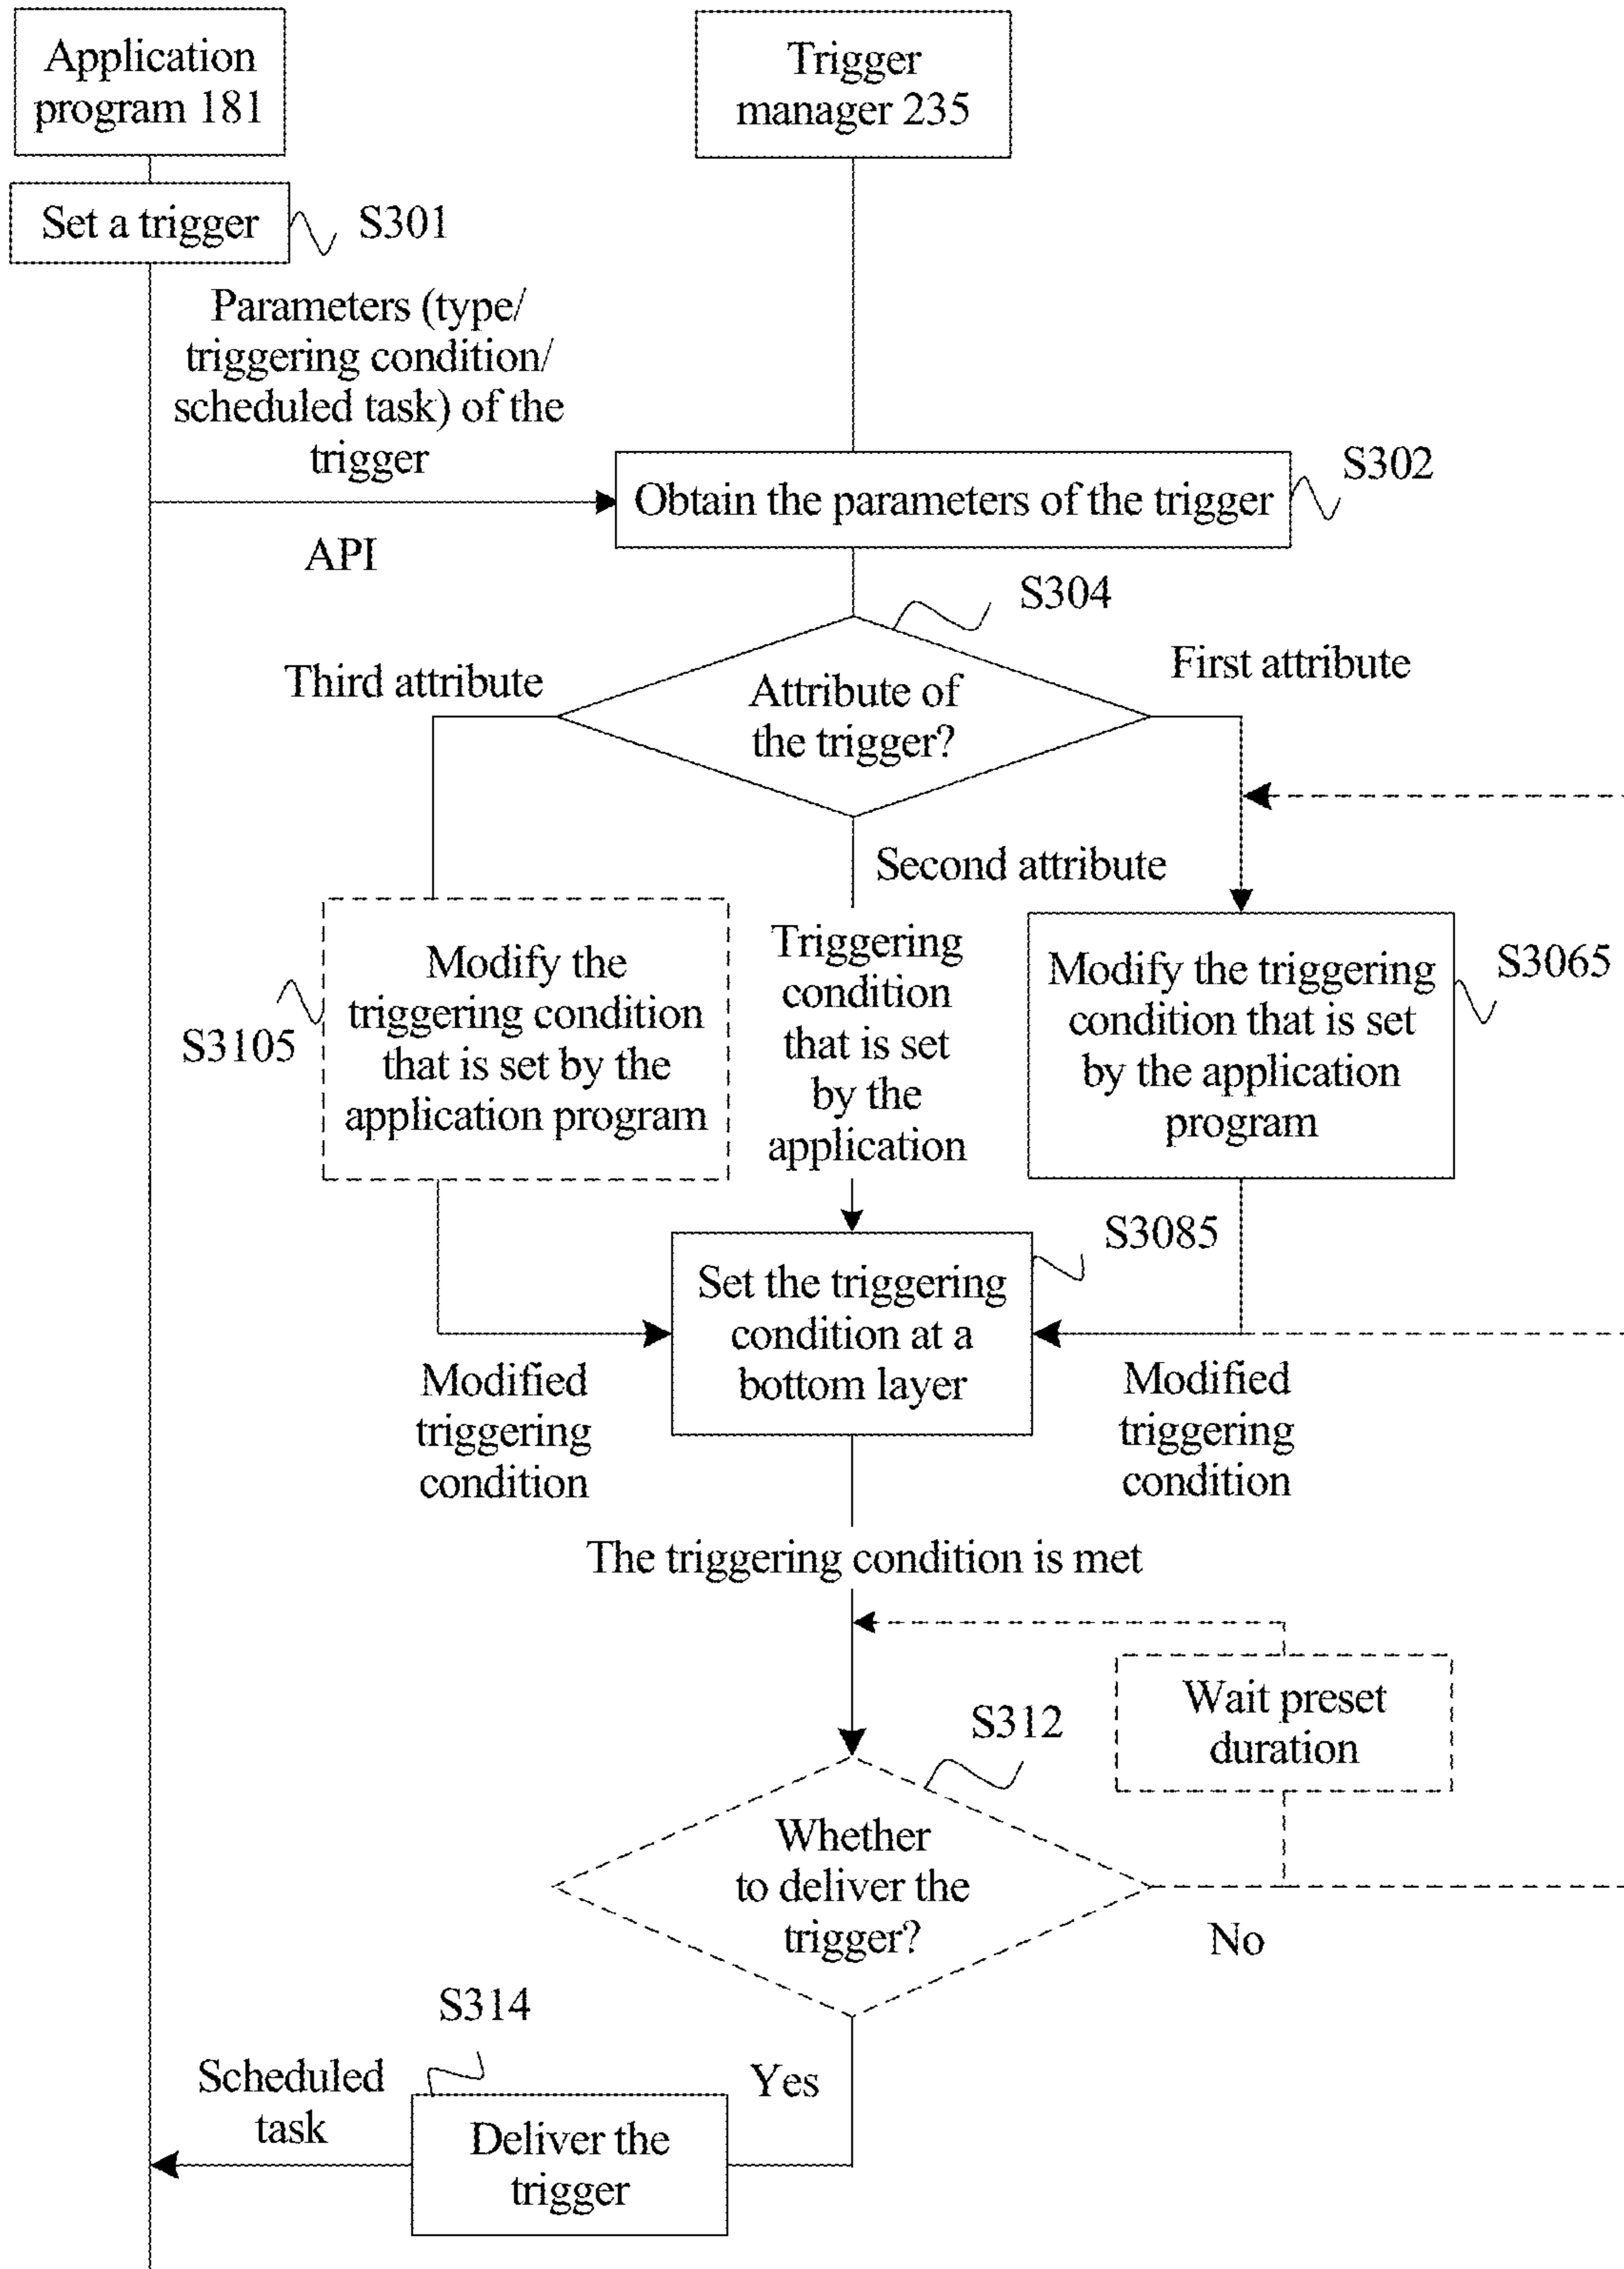 Application
program 181
Trigger
manager 235
Set a trigger
S301
Parameters (type/
triggering condition/
scheduled task) of the
trigger
API
Obtain the parameters of the trigger
S302
S304
Attribute of
the trigger?
Third attribute
First attribute
Second attribute
Modify the
triggering condition
that is set by the
application program
S3105
Triggering
condition
that is set
by the
application
Modify the triggering
condition that is set
by the application
program
S3065
S3085
Set the triggering
condition at a
bottom layer
Modified
triggering
condition
Modified
triggering
condition
The triggering condition is met
Wait preset
duration
S312
Whether
to deliver the
trigger?
No
Yes
S314
Deliver the
trigger
Scheduled
task